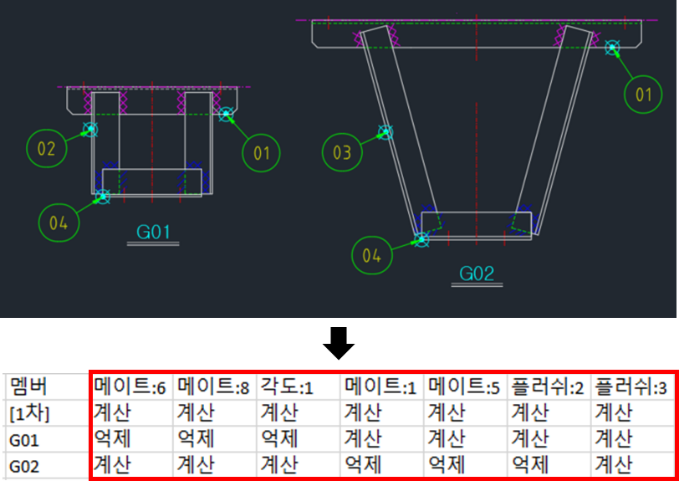 01
02
01
03
04
04
G01
G02
멤버 메이트:6 메이트:8 각도:1 메이트:1 메이트:5 플러쉬:2 플러쉬:3
[1차] 계산 계산 계산 계산 계산 계산 계산
G01 억제 억제 억제 계산 계산 계산 계산
G02 계산 계산 계산 억제 억제 억제 계산